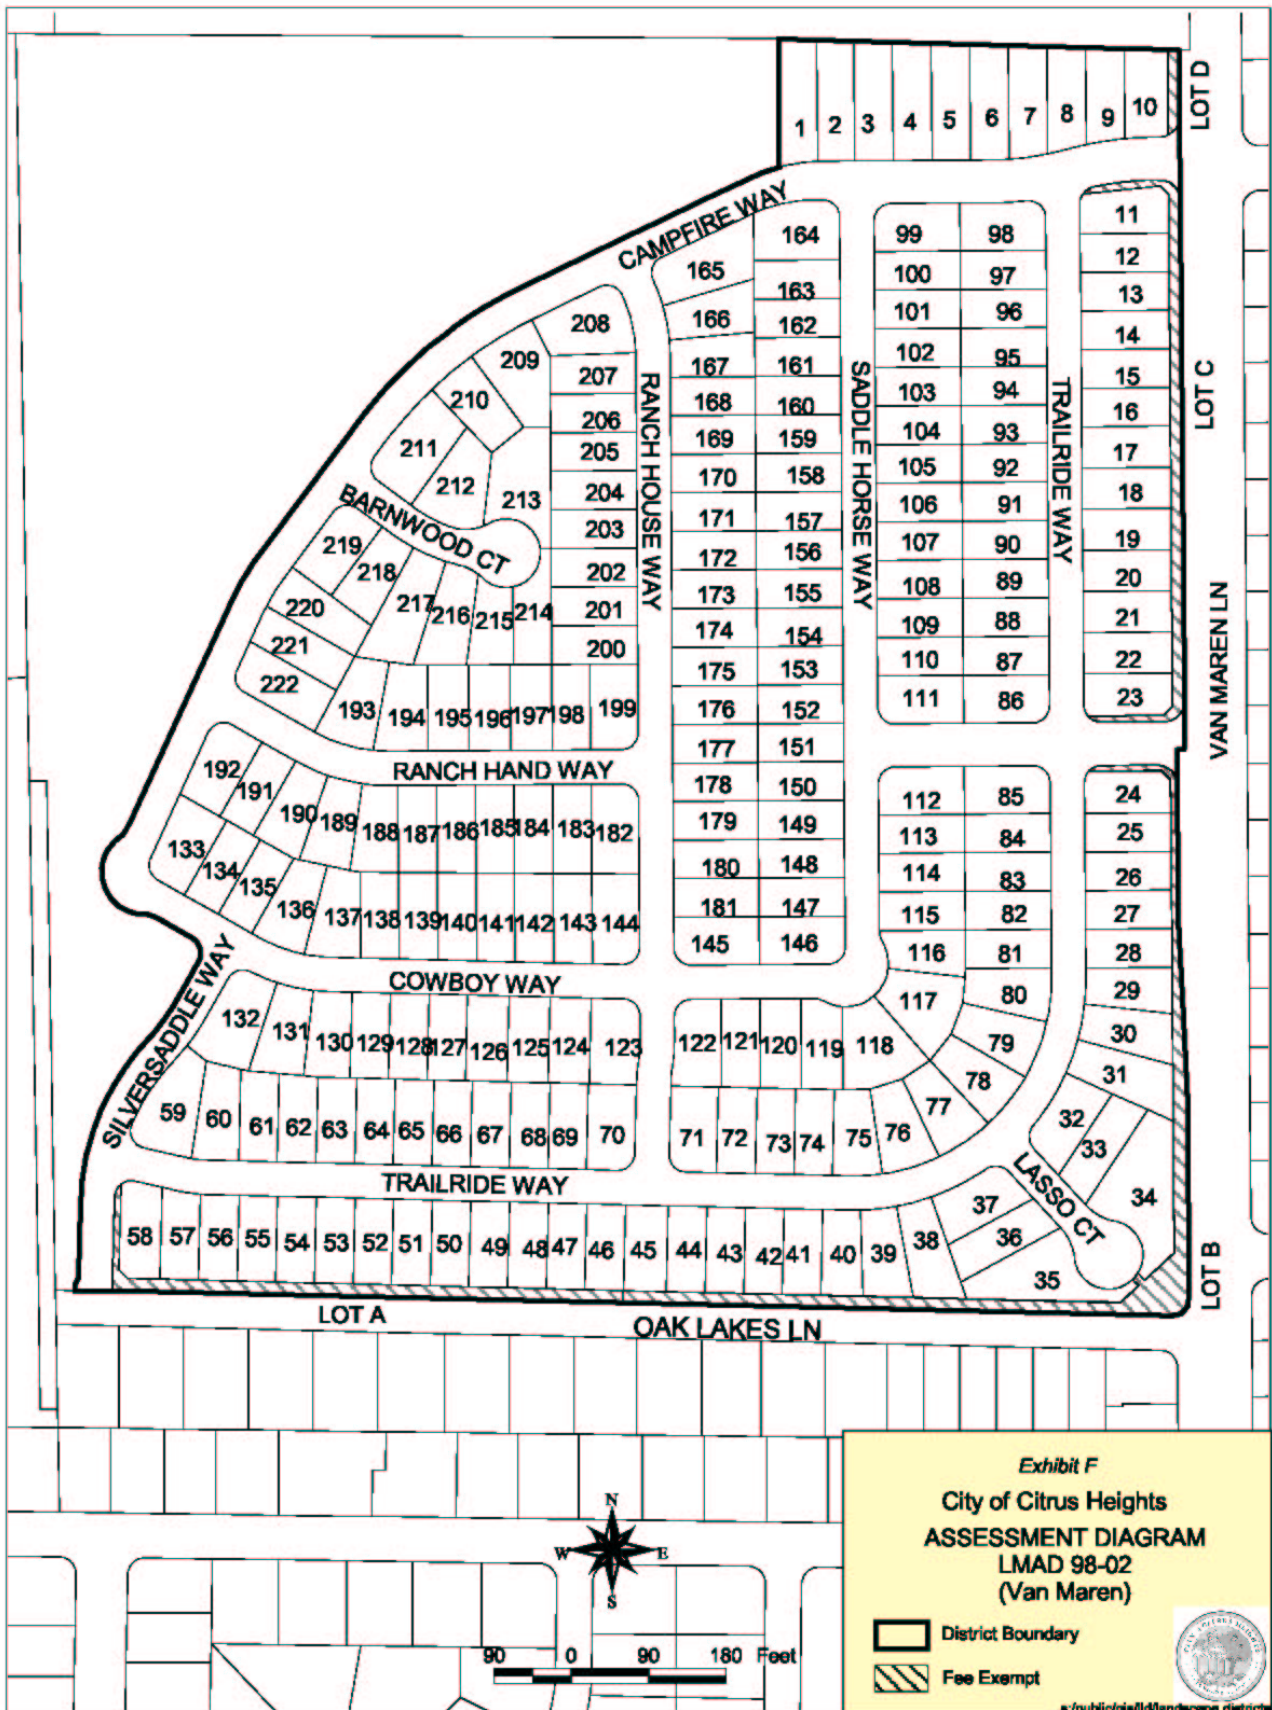 LOT D
1 2 3 4 5 6 7 8 9 10
CAMPFIRE WAY
164 99 98 11
165 100 97 12
163 101 96 13
166 162
208 102 95 14
209 167 161
207 103 94 15
210 168 160 16
206 104 93
211 205 169 159 17
212 213 204 170 158 105 92 18
203 171 157 106 91
RANCH HOUSE WAY
SADDLE HORSE WAY
TRAILRIDE WAY
LOT C
VAN MAREN LN
BARNWOOD CT
219 218 202 172 156 107 90 19
220 217 216 215 214 201 173 155 108 89 20
221 200 174 154 109 88 21
222 175 153 110 87 22
193 194 195 196 197 198 199 176 152 111 86 23
RANCH HAND WAY
177 151
192 191 190 189 188 187 186 185 184 183 182 178 150 112 85 24
179 149 113 84 25
133 134 135 136 137 138 139 140 141 142 143 144 180 148 114 83 26
181 147 115 82 27
145 146 116 81 28
SILVERSADDLE WAY
COWBOY WAY
117 80 29
132 131 130 129 128 127 126 125 124 123 122 121 120 119 118 79 30
78 31
59 60 61 62 63 64 65 66 67 68 69 70 71 72 73 74 75 76 77 32 33
34
TRAILRIDE WAY
LASSO CT
58 57 56 55 54 53 52 51 50 49 48 47 46 45 44 43 42 41 40 39 38 37
36
35
LOT B
LOT A
OAK LAKES LN
Exhibit F
City of Citrus Heights
ASSESSMENT DIAGRAM
LMAD 98-02
(Van Maren)
District Boundary
Fee Exempt
N
W E
S
90 0 90 180 Feet